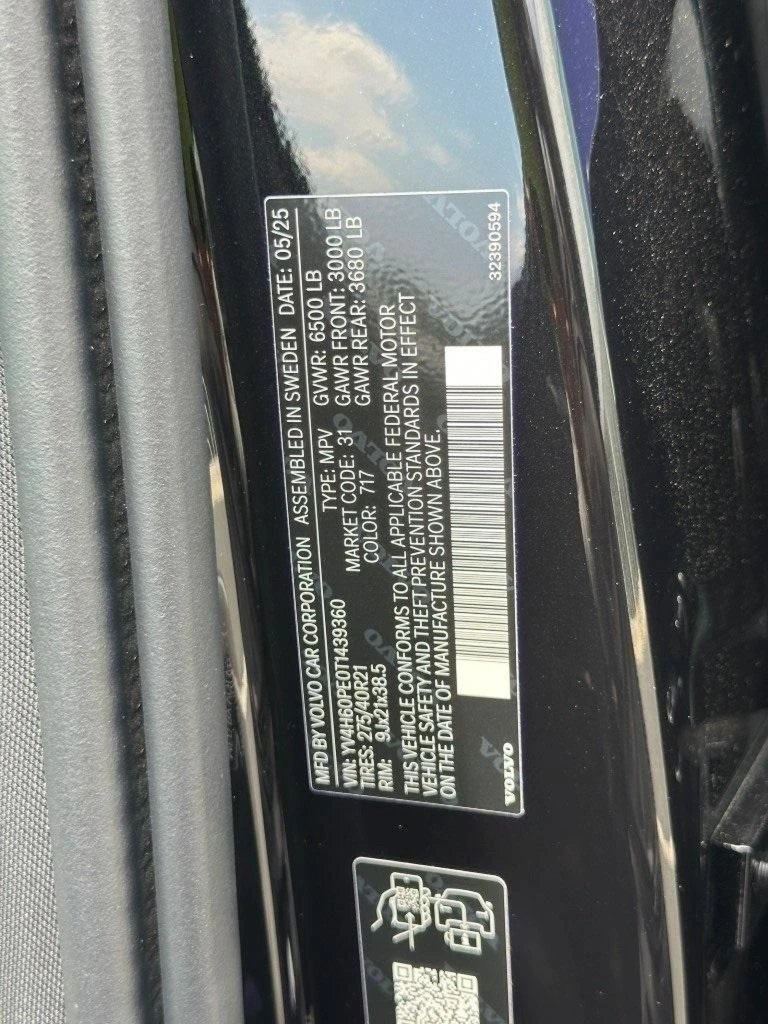 MFD BY VOLVO CAR CORPORATION ASSEMBLED IN SWEDEN DATE: 05/25
VIN: YV4H60PE0T1439360 TYPE: MPV GVWR: 6500 LB
TIRES: 275/40R21 MARKET CODE: 31 GAWR FRONT: 3000 LB
RIM: 9Jx21x38.5 COLOR: 717 GAWR REAR: 3680 LB
THIS VEHICLE CONFORMS TO ALL APPLICABLE FEDERAL MOTOR
VEHICLE SAFETY AND THEFT PREVENTION STANDARDS IN EFFECT
ON THE DATE OF MANUFACTURE SHOWN ABOVE.
VOLVO 32390594